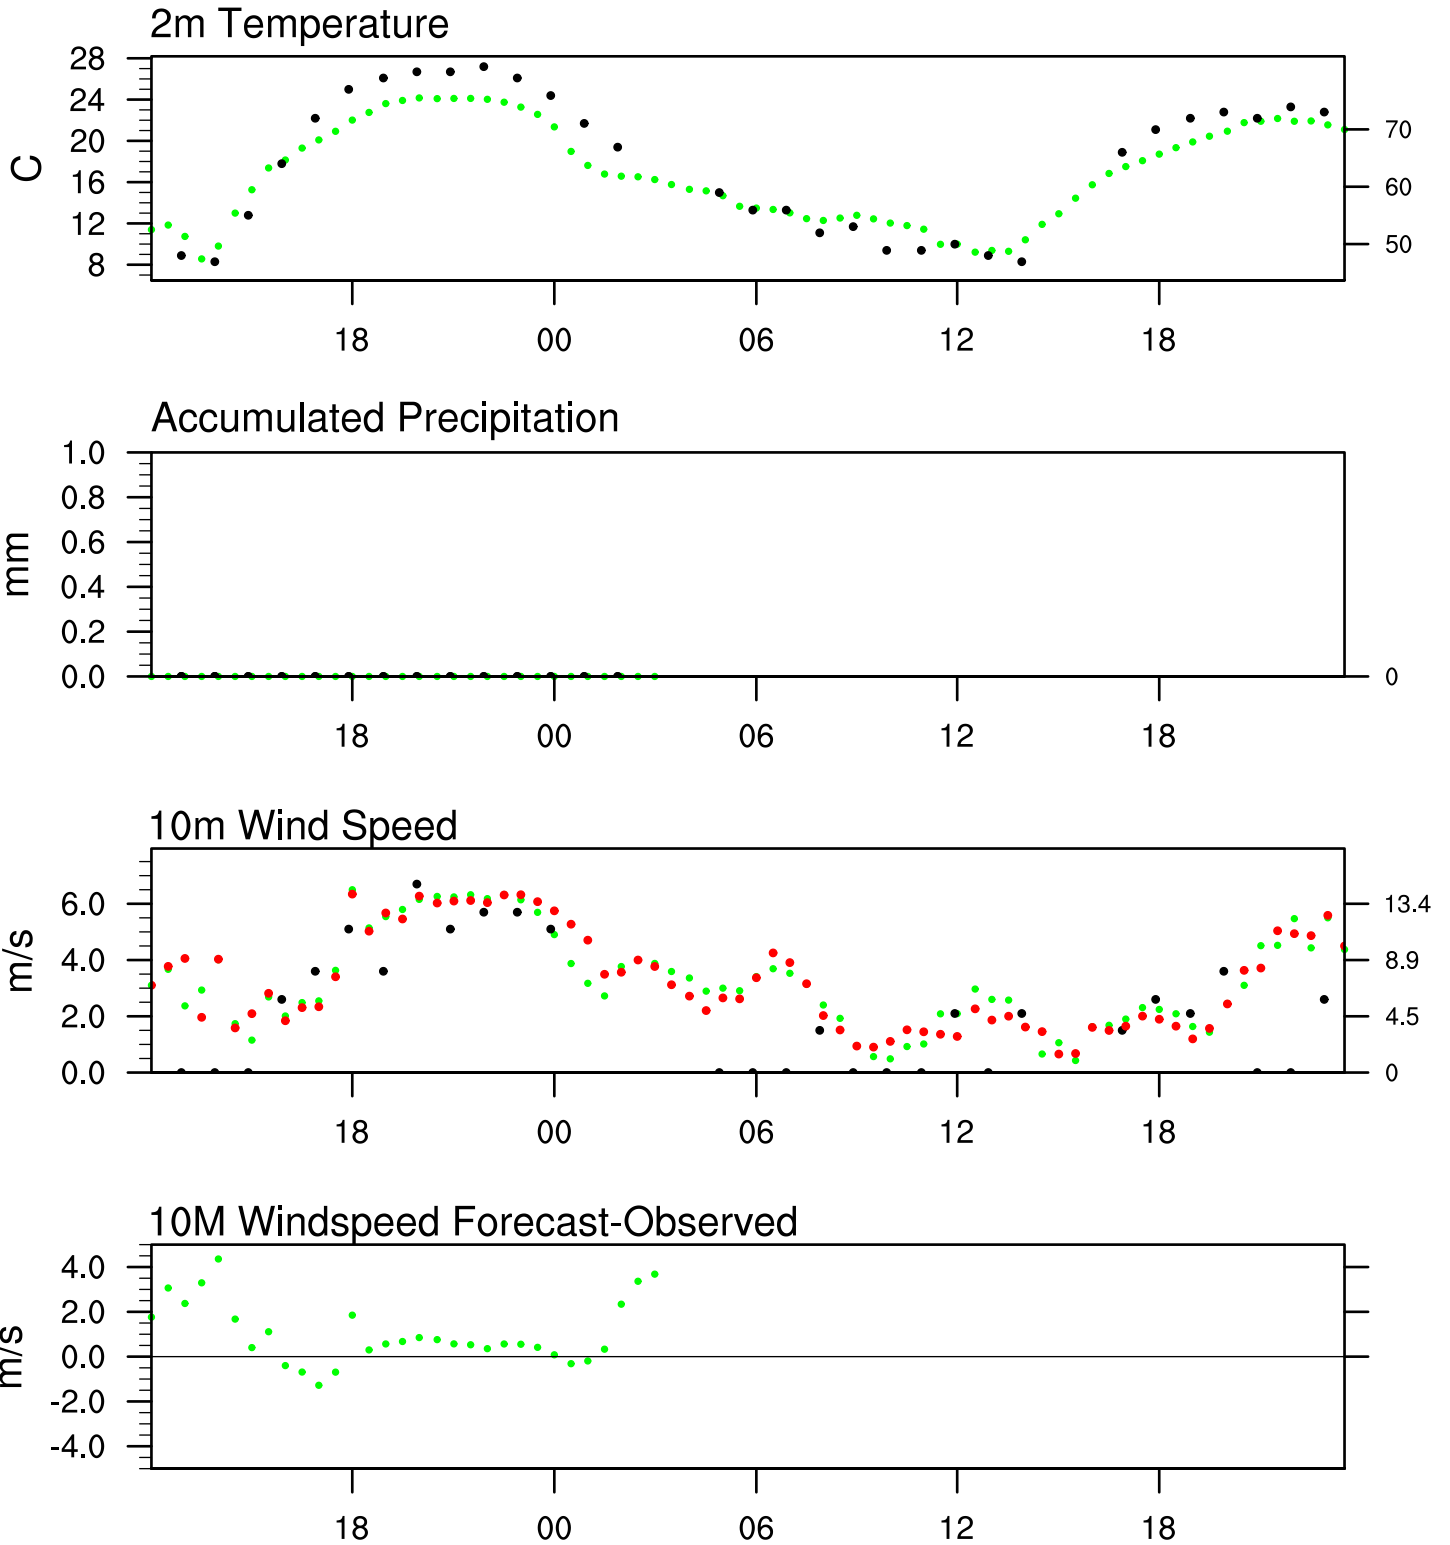 2m Temperature
28
24
20
16
12
8
C
70
60
50
18 00 06 12 18
Accumulated Precipitation
1.0
0.8
0.6
0.4
0.2
0.0
mm
0
18 00 06 12 18
10m Wind Speed
6.0
4.0
2.0
0.0
m/s
13.4
8.9
4.5
0
18 00 06 12 18
10M Windspeed Forecast-Observed
4.0
2.0
0.0
-2.0
-4.0
m/s
18 00 06 12 18